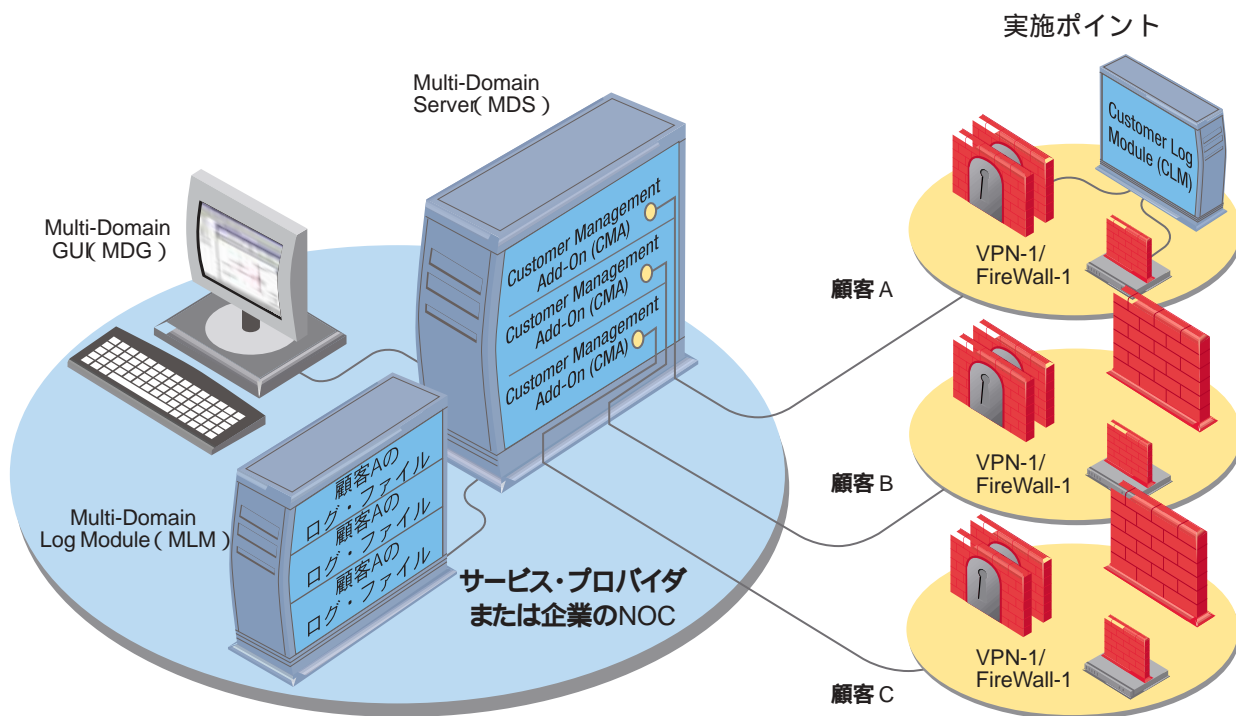 実施ポイント
Multi-Domain
Server( MDS )
Customer Log
Module (CLM)
Multi-Domain
GUI( MDG )
Customer Management
Add-On (CMA)
Customer Management
Add-On (CMA)
Customer Management
Add-On (CMA)
VPN-1/
FireWall-1
顧客 A
VPN-1/
FireWall-1
顧客 B
顧客Aの
ログ・ファイル
顧客Aの
ログ・ファイル
顧客Aの
ログ・ファイル
Multi-Domain
Log Module ( MLM )
サービス・プロバイダ
または企業のNOC
VPN-1/
FireWall-1
顧客 C